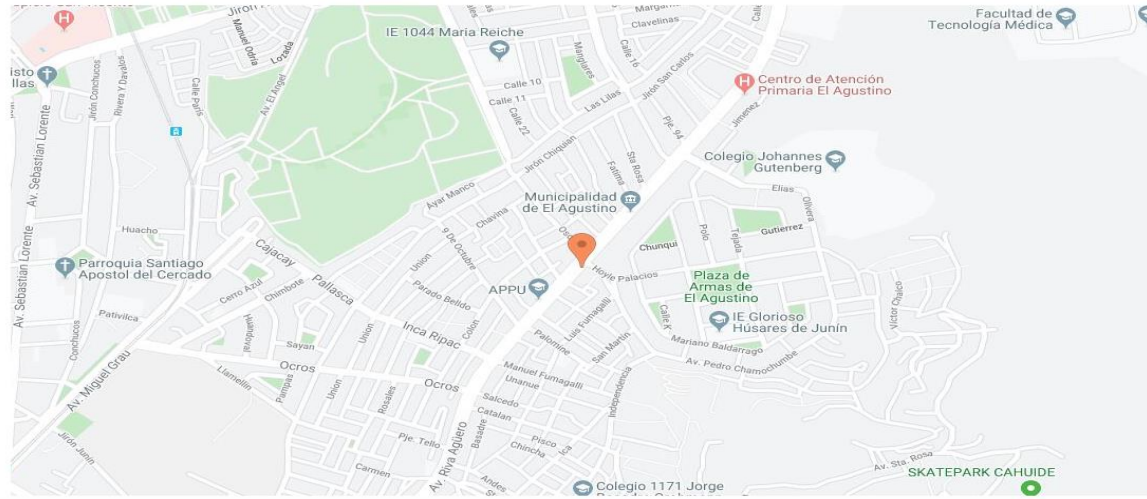 Jirón
Manuel Odria
Lozada
Av. El Angel
IE 1044 Maria Reiche
Margarita
Clavelinas
Calle 16
Manglares
Calle 10
Calle 11
Calle 22
Las Lilas
Jirón San Carlos
Pje. 94
Facultad de
Tecnología Médica
Centro de Atención
Primaria El Agustino
Jimenez
Av. Sebastian Lorente
Jirón Conchucos
Rivera Y Davalos
Calle Paris
Jirón Chiquian
Ayar Manco
Sta Rosa
Fatima
Colegio Johannes
Gutenberg
Municipalidad
de El Agustino
Elias
Olivera
Gutierrez
Tejada
Polo
Chunqui
Hoyle Palacios
Chavina
9 De Octubre
Union
Huacho
Av. Sebastian Lorente
Parroquia Santiago
Apostol del Cercado
Cajacay
Pallasca
Cerro Azul
Chimbote
Parado Belido
Colon
APPU
Plaza de
Armas de
El Agustino
IE Glorioso
Húsares de Junín
Calle K
Victor Chalco
Luis Fumagalli
Palomine
San Martin
Mariano Baldarrago
Av. Pedro Chamochumbe
Pativilca
Conchucos
Huandoval
Sayan
Union
Inca Ripac
Av. Miguel Grau
Llamellin
Ocros
Ocros
Pampas
Union
Rosales
Manuel Fumagalli
Unanue
Independencia
Salcedo
Catalan
Pisco
Chincha
Ica
Basadre
Pje. Tello
Av. Riva Agüero
Carmen
Andes
Jirón Junin
Av. Sta. Rosa
SKATEPARK CAHUIDE
Colegio 1171 Jorge